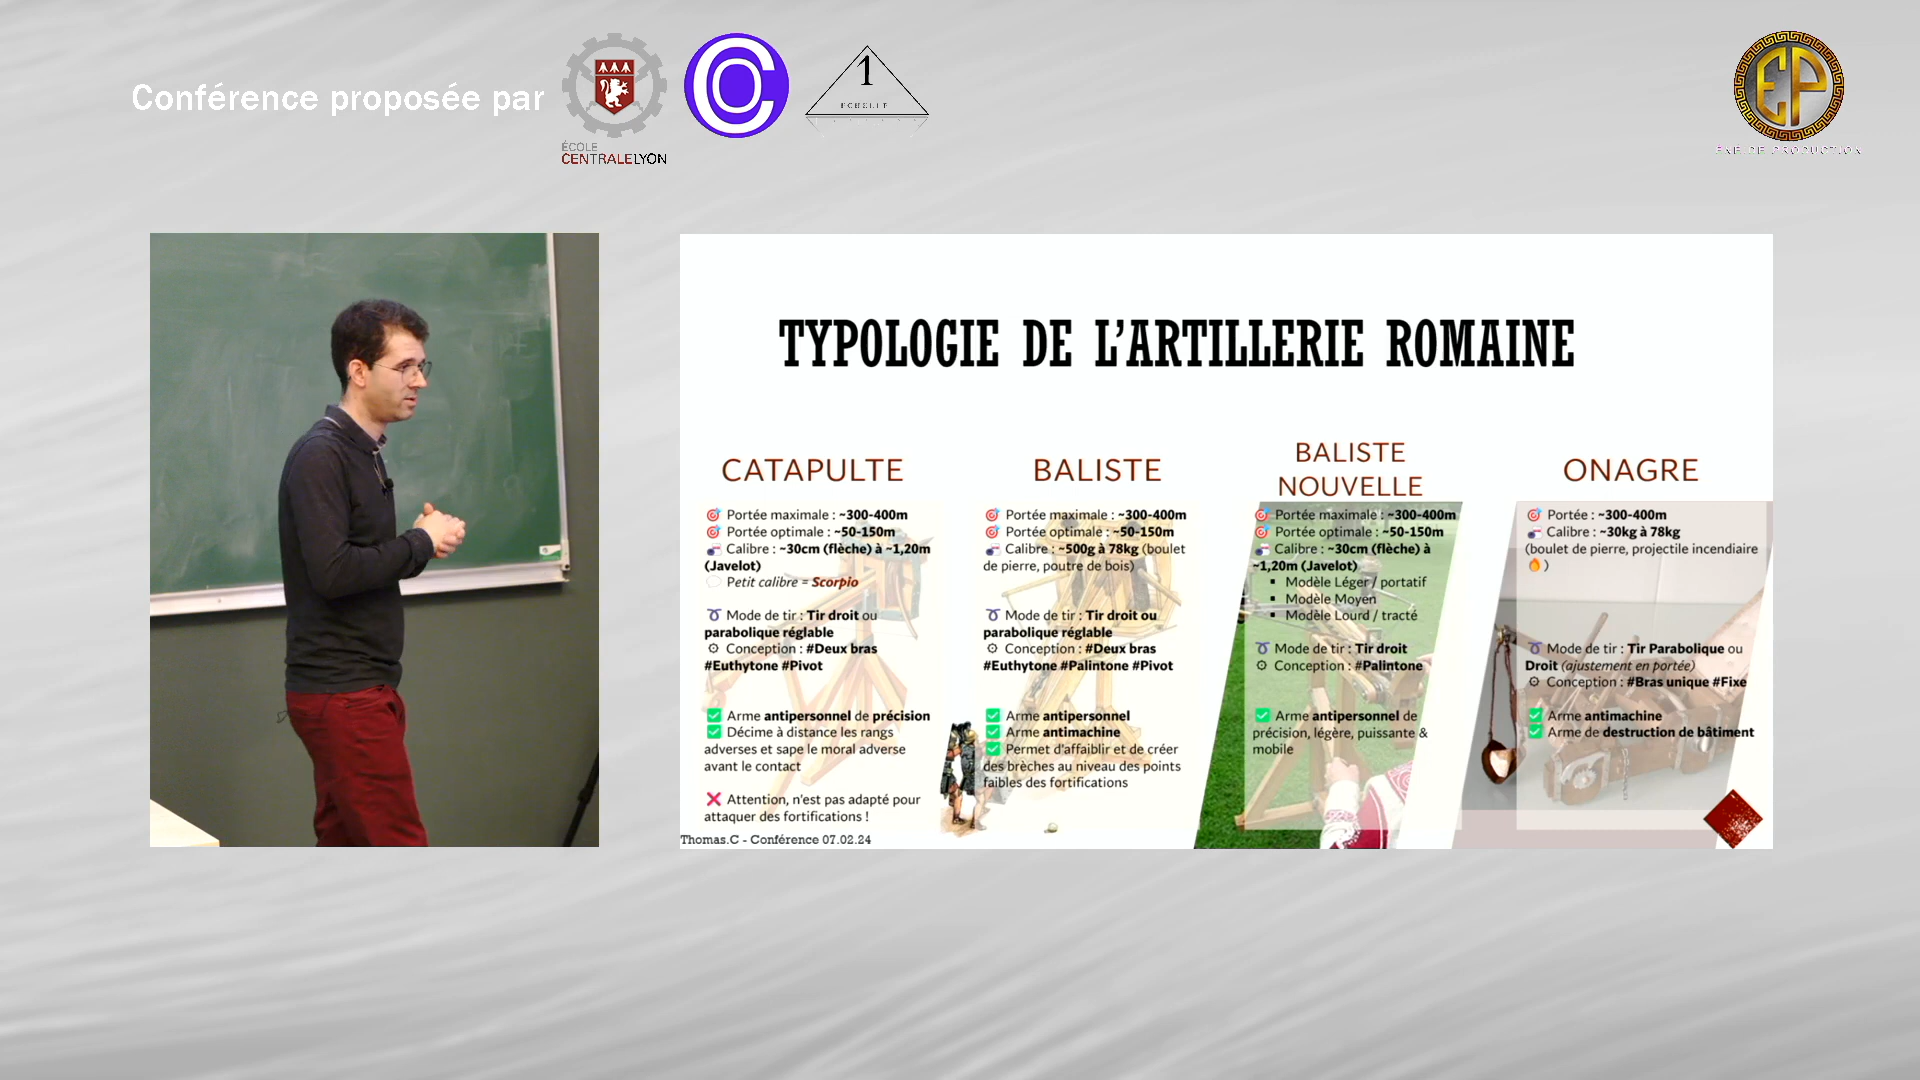 Conférence proposée par
ÉCOLE
CENTRALELYON
1
ECHELLE
EP
TYPOLOGIE DE L'ARTILLERIE ROMAINE
CATAPULTE
Portée maximale : ~300-400m
Portée optimale : ~50-150m
Calibre : ~30cm (flèche) à ~1,20m
(Javelot)
Petit calibre = Scorpio
Mode de tir : Tir droit ou
parabolique réglable
Conception : #Deux bras
#Euthytone #Pivot
Arme antipersonnel de précision
Décime à distance les rangs
adverses et sape le moral adverse
avant le contact
Attention, n'est pas adapté pour
attaquer des fortifications !
BALISTE
Portée maximale : ~300-400m
Portée optimale : ~50-150m
Calibre : ~500g à 78kg (boulet
de pierre, poutre de bois)
Mode de tir : Tir droit ou
parabolique réglable
Conception : #Deux bras
#Euthytone #Palintone #Pivot
Arme antipersonnel
Arme antimachine
Permet d'affaiblir et de créer
des brèches au niveau des points
faibles des fortifications
BALISTE
NOUVELLE
Portée maximale : ~300-400m
Portée optimale : ~50-150m
Calibre : ~30cm (flèche) à
~1,20m (Javelot)
▪ Modèle Léger / portatif
▪ Modèle Moyen
▪ Modèle Lourd / tracté
Mode de tir : Tir droit
Conception : #Palintone
Arme antipersonnel de
précision, légère, puissante &
mobile
ONAGRE
Portée : ~300-400m
Calibre : ~30kg à 78kg
(boulet de pierre, projectile incendiaire
🔥 )
Mode de tir : Tir Parabolique ou
Droit (ajustement en portée)
Conception : #Bras unique #Fixe
Arme antimachine
Arme de destruction de bâtiment
Thomas.C - Conférence 07.02.24